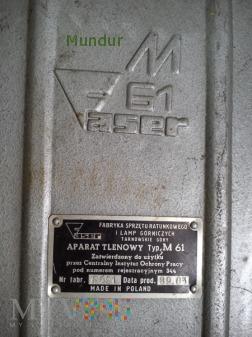 Mundur
M
61
Faser
FABRYKA SPRZĘTU RATUNKOWEGO
I LAMP GÓRNICZYCH
TARNOWSKIE GÓRY
Faser
APARAT TLENOWY Typ, M 61
Zatwierdzony do użytku
przez Centralny Instytut Ochrony Pracy
pod numerem rejestracyjnym 344
Nr fabr. Data prod.
MADE IN POLAND